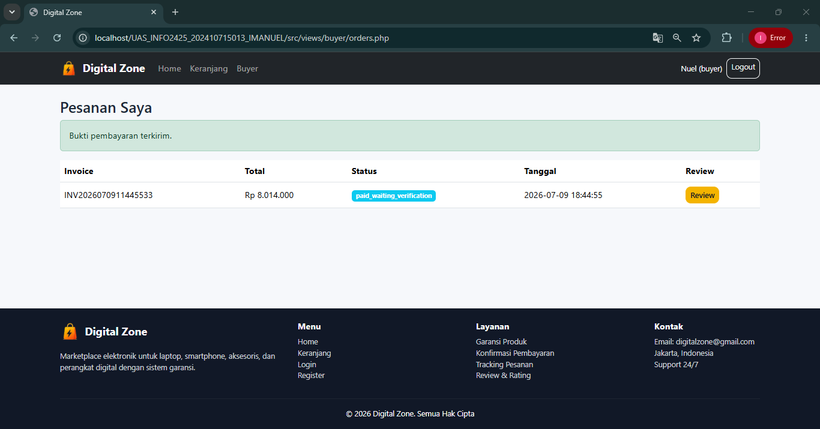 Digital Zone
localhost/UAS_INFO2425_202410715013_IMANUEL/src/views/buyer/orders.php
I Error
Digital Zone Home Keranjang Buyer Nuel (buyer) Logout
Pesanan Saya
Bukti pembayaran terkirim.
Invoice Total Status Tanggal Review
INV2026070911445533 Rp 8.014.000 paid_waiting_verification 2026-07-09 18:44:55 Review
Digital Zone
Marketplace elektronik untuk laptop, smartphone, aksesoris, dan
perangkat digital dengan sistem garansi.
Menu
Home
Keranjang
Login
Register
Layanan
Garansi Produk
Konfirmasi Pembayaran
Tracking Pesanan
Review & Rating
Kontak
Email: digitalzone@gmail.com
Jakarta, Indonesia
Support 24/7
© 2026 Digital Zone. Semua Hak Cipta